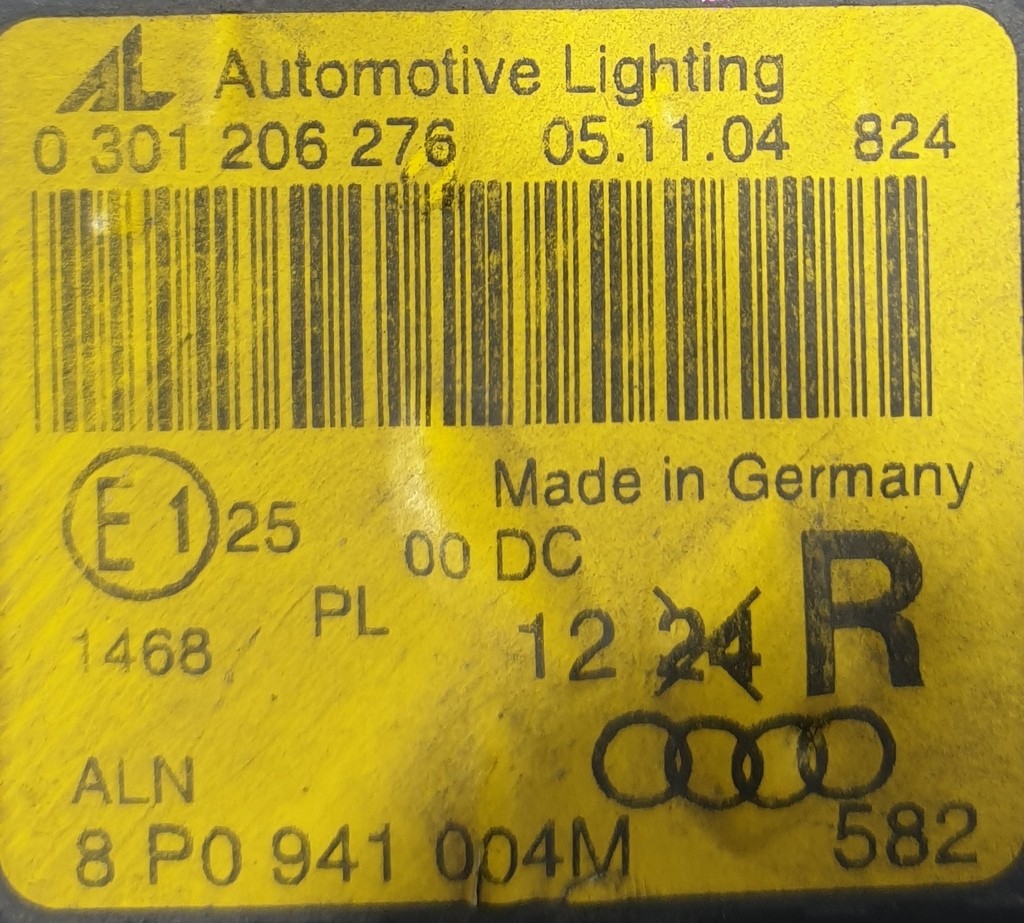 AL Automotive Lighting
0 301 206 276 05.11.04 824
Made in Germany
E1 25
00 DC
PL
R
1468
12 24
ALN
8 P0 941 004M 582